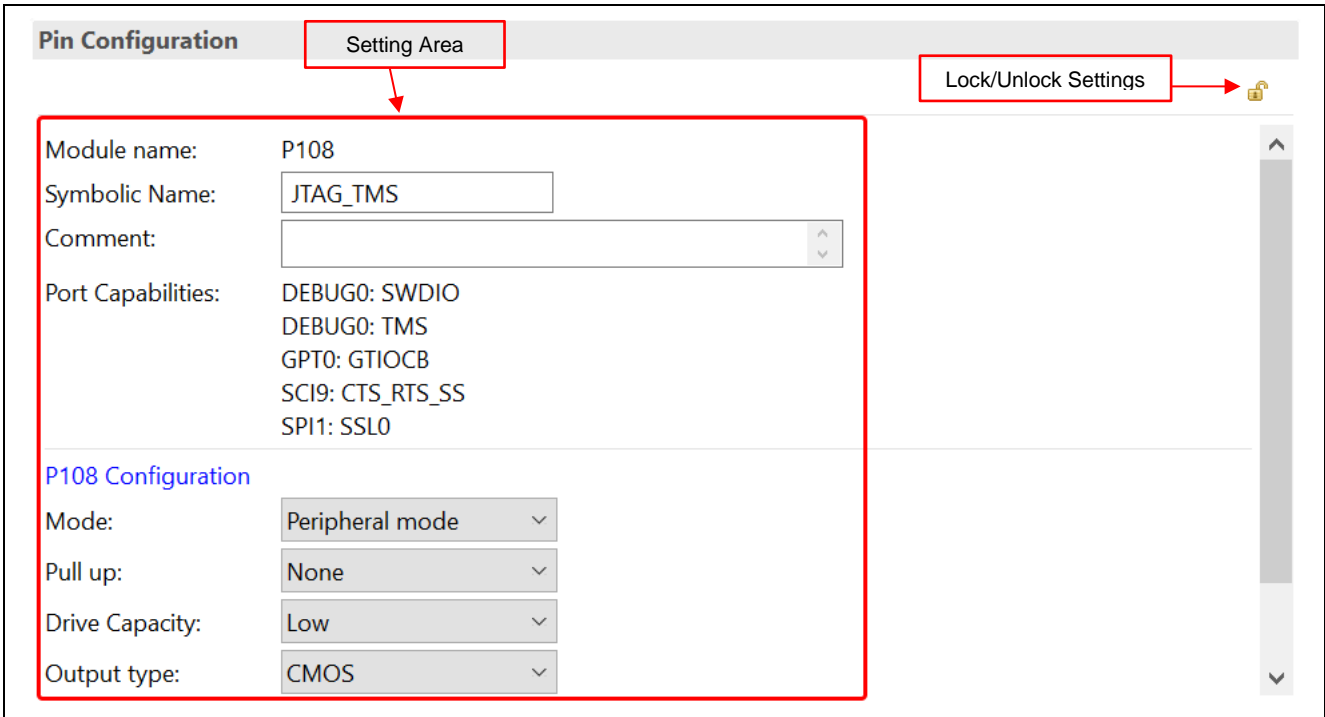 Pin Configuration
Setting Area
Lock/Unlock Settings
Module name: P108
Symbolic Name: JTAG_TMS
Comment:
Port Capabilities: DEBUG0: SWDIO
DEBUG0: TMS
GPT0: GTIOCB
SCI9: CTS_RTS_SS
SPI1: SSL0
P108 Configuration
Mode: Peripheral mode
Pull up: None
Drive Capacity: Low
Output type: CMOS